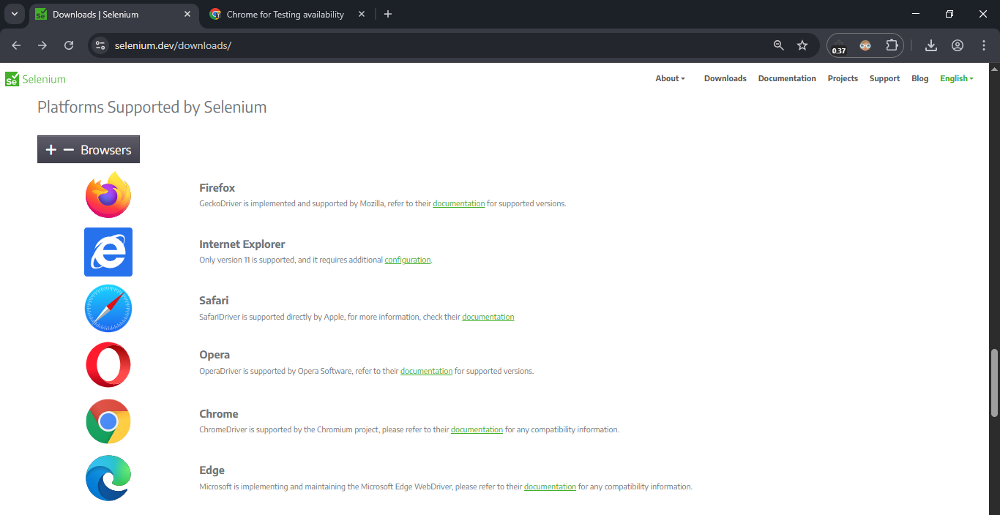 Downloads | Selenium
Chrome for Testing availability
selenium.dev/downloads/
0.37
Se Selenium
About Downloads Documentation Projects Support Blog English
Platforms Supported by Selenium
+ − Browsers
Firefox
GeckoDriver is implemented and supported by Mozilla, refer to their documentation for supported versions.
Internet Explorer
Only version 11 is supported, and it requires additional configuration.
Safari
SafariDriver is supported directly by Apple, for more information, check their documentation
Opera
OperaDriver is supported by Opera Software, refer to their documentation for supported versions.
Chrome
ChromeDriver is supported by the Chromium project, please refer to their documentation for any compatibility information.
Edge
Microsoft is implementing and maintaining the Microsoft Edge WebDriver, please refer to their documentation for any compatibility information.